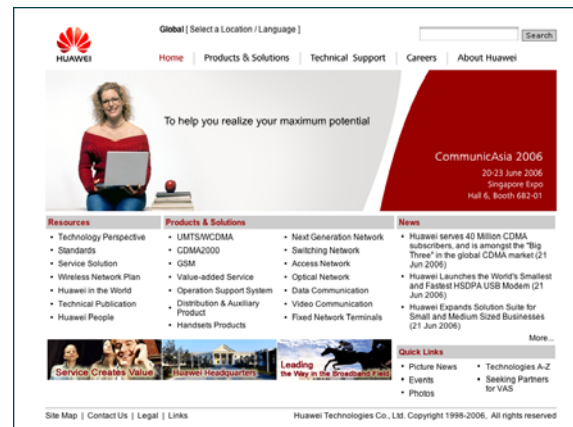 Global [ Select a Location / Language ]
Search
HUAWEI
Home | Products & Solutions | Technical Support | Careers | About Huawei
To help you realize your maximum potential
CommunicAsia 2006
20-23 June 2006
Singapore Expo
Hall 6, Booth 682-01
Resources
• Technology Perspective
• Standards
• Service Solution
• Wireless Network Plan
• Huawei in the World
• Technical Publication
• Huawei People
Products & Solutions
• UMTS/WCDMA
• CDMA2000
• GSM
• Value-added Service
• Operation Support System
• Distribution & Auxiliary
Product
• Handsets Products
• Next Generation Network
• Switching Network
• Access Network
• Optical Network
• Data Communication
• Video Communication
• Fixed Network Terminals
News
• Huawei serves 40 Million CDMA
subscribers, and is amongst the "Big
Three" in the global CDMA market (21
Jun 2006)
• Huawei Launches the World's Smallest
and Fastest HSDPA USB Modem (21
Jun 2006)
• Huawei Expands Solution Suite for
Small and Medium Sized Businesses
(21 Jun 2006)
More...
Service Creates Value
Huawei Headquarters
Leading
the Way in the Broadband Field
Quick Links
• Picture News
• Events
• Photos
• Technologies A-Z
• Seeking Partners
for VAS
Site Map | Contact Us | Legal | Links
Huawei Technologies Co., Ltd. Copyright 1998-2006, All rights reserved